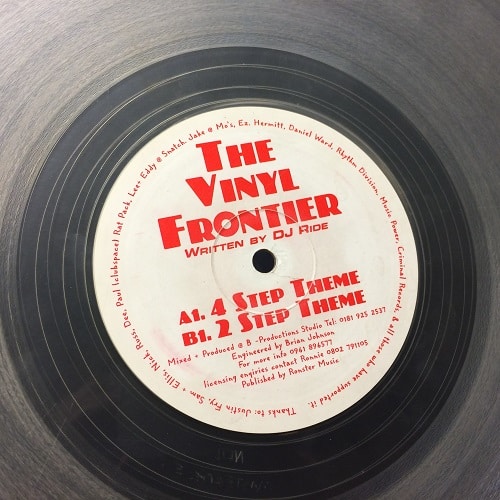 THE
VINYL
FRONTIER
WRITTEN BY DJ RIDE
A1. 4 STEP THEME
B1. 2 STEP THEME
Mixed + Produced @ B -Productions Studio Tel: 0181 925 2537
Engineered by Brian Johnson
For more info 0961 896577
licensing enqiries contact Ronnie 0802 791105
Published by Ronster Music
Thanks to: Justin Fry, Sam + Ellis, Nick, Ross, Dee, Paul (clubspace) Rat Pack, Lee+ Eddy @ Snatch, Jake @ Mo's, Ez, Hermitt, Daniel Ward, Rhythm Division, Music Power, Criminal Records, & all those who have supported it.